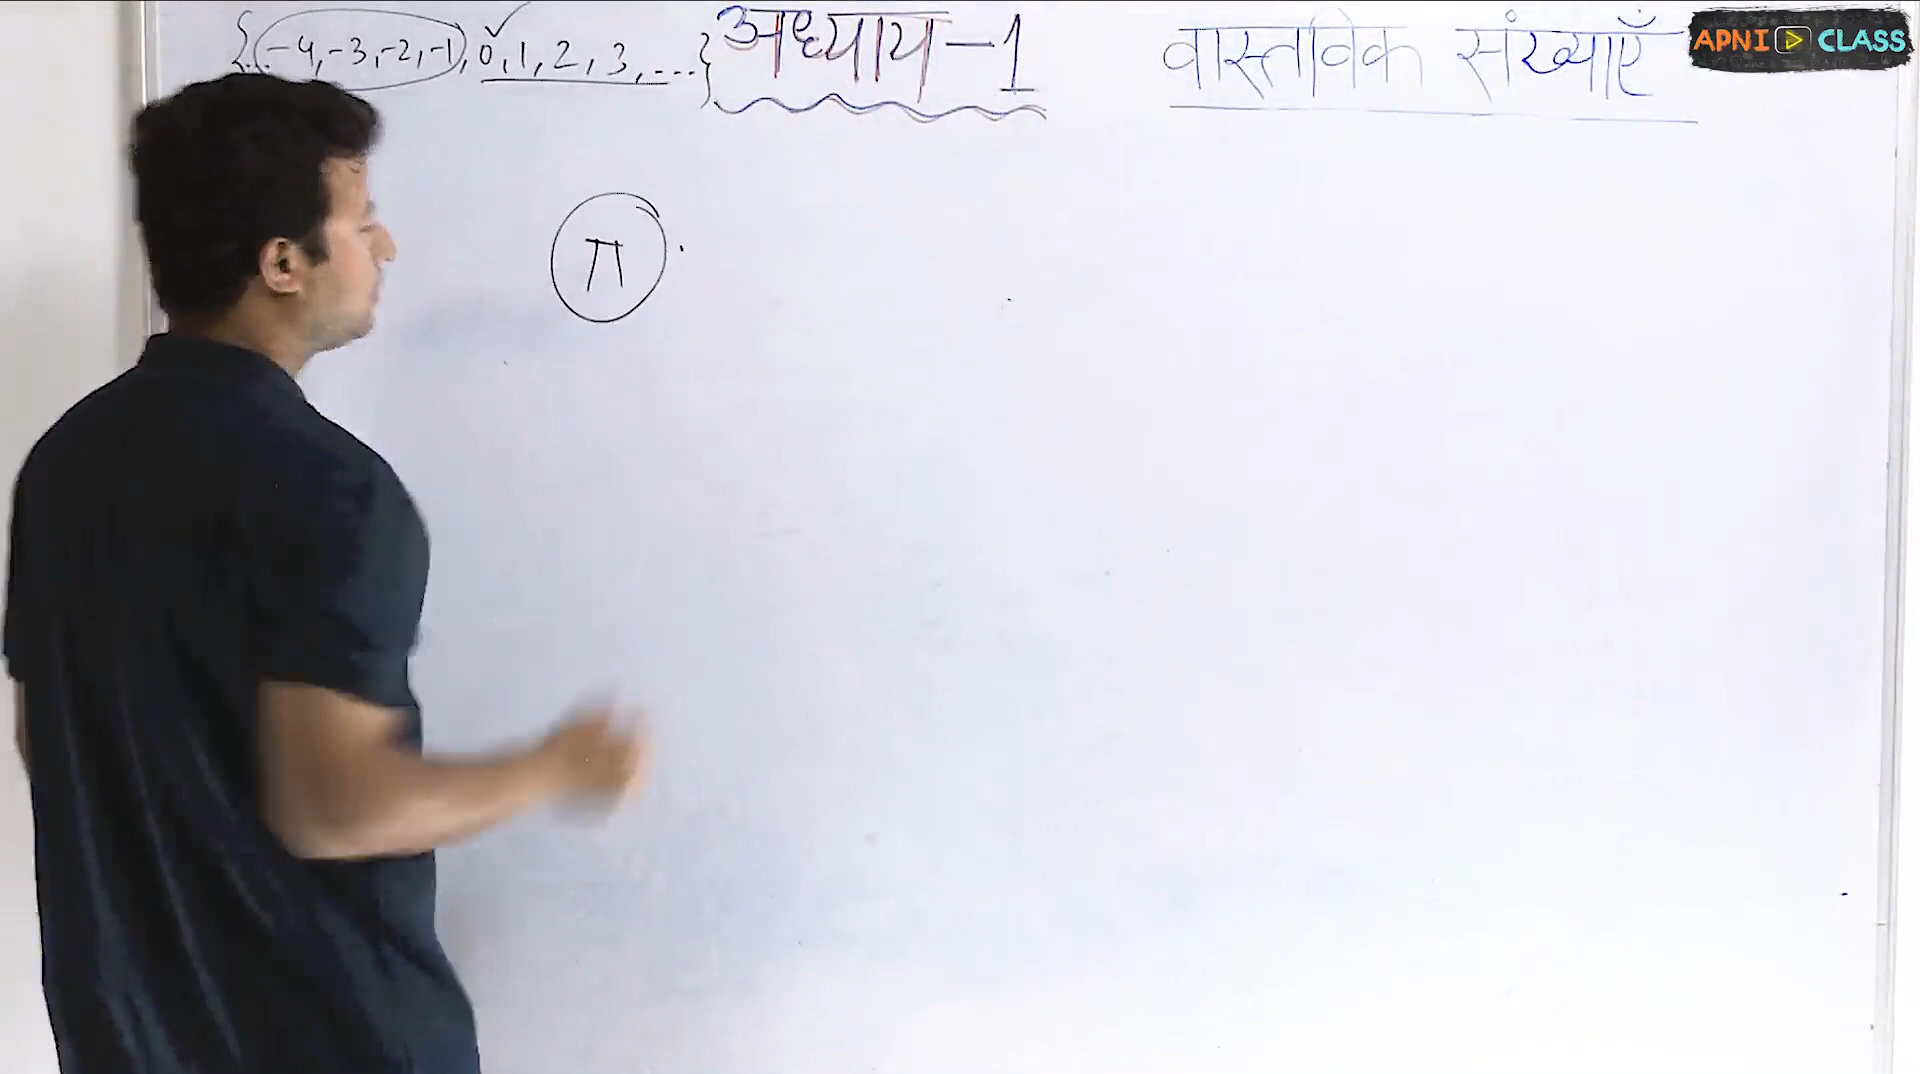 {...-4,-3,-2,-1, 0,1,2,3,...} अध्याय-1 वास्तविक संख्याएँ
APNI CLASS
π